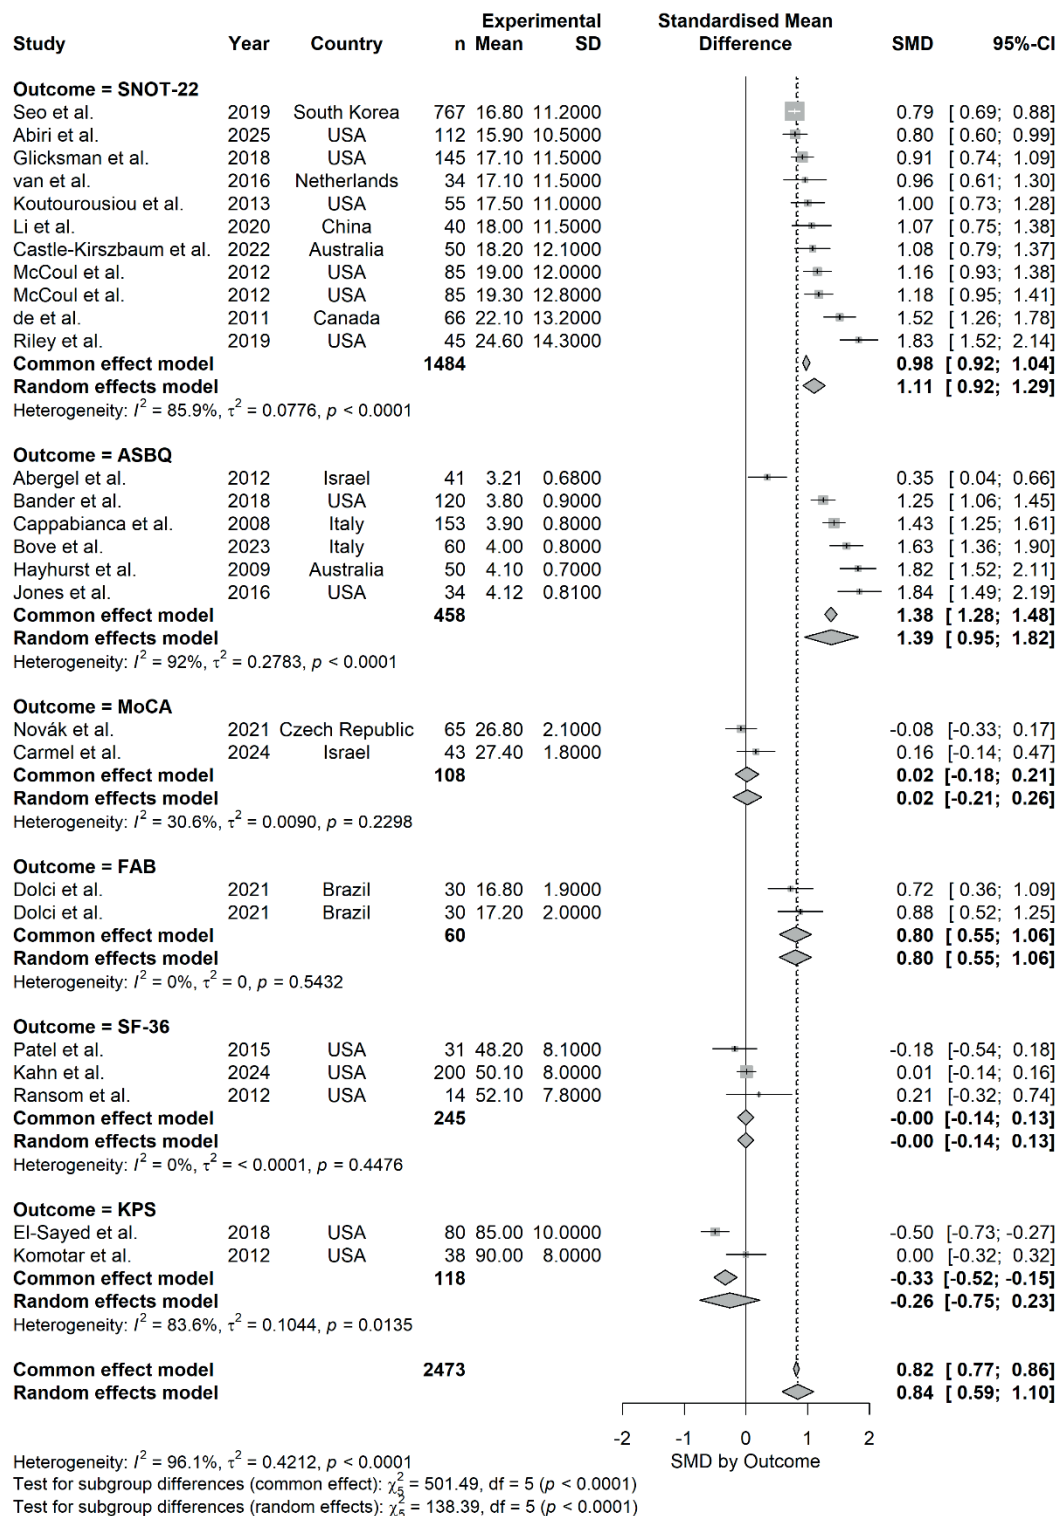 Experimental Standardised Mean
Study Year Country n Mean SD Difference SMD 95%-CI
Outcome = SNOT-22
Seo et al. 2019 South Korea 767 16.80 11.2000 0.79 [ 0.69; 0.88]
Abiri et al. 2025 USA 112 15.90 10.5000 0.80 [ 0.60; 0.99]
Glicksman et al. 2018 USA 145 17.10 11.5000 0.91 [ 0.74; 1.09]
van et al. 2016 Netherlands 34 17.10 11.5000 0.96 [ 0.61; 1.30]
Koutourousiou et al. 2013 USA 55 17.50 11.0000 1.00 [ 0.73; 1.28]
Li et al. 2020 China 40 18.00 11.5000 1.07 [ 0.75; 1.38]
Castle-Kirszbaum et al. 2022 Australia 50 18.20 12.1000 1.08 [ 0.79; 1.37]
McCoul et al. 2012 USA 85 19.00 12.0000 1.16 [ 0.93; 1.38]
McCoul et al. 2012 USA 85 19.30 12.8000 1.18 [ 0.95; 1.41]
de et al. 2011 Canada 66 22.10 13.2000 1.52 [ 1.26; 1.78]
Riley et al. 2019 USA 45 24.60 14.3000 1.83 [ 1.52; 2.14]
Common effect model 1484 0.98 [ 0.92; 1.04]
Random effects model 1.11 [ 0.92; 1.29]
Heterogeneity: I² = 85.9%, τ² = 0.0776, p < 0.0001
Outcome = ASBQ
Abergel et al. 2012 Israel 41 3.21 0.6800 0.35 [ 0.04; 0.66]
Bander et al. 2018 USA 120 3.80 0.9000 1.25 [ 1.06; 1.45]
Cappabianca et al. 2008 Italy 153 3.90 0.8000 1.43 [ 1.25; 1.61]
Bove et al. 2023 Italy 60 4.00 0.8000 1.63 [ 1.36; 1.90]
Hayhurst et al. 2009 Australia 50 4.10 0.7000 1.82 [ 1.52; 2.11]
Jones et al. 2016 USA 34 4.12 0.8100 1.84 [ 1.49; 2.19]
Common effect model 458 1.38 [ 1.28; 1.48]
Random effects model 1.39 [ 0.95; 1.82]
Heterogeneity: I² = 92%, τ² = 0.2783, p < 0.0001
Outcome = MoCA
Novák et al. 2021 Czech Republic 65 26.80 2.1000 -0.08 [-0.33; 0.17]
Carmel et al. 2024 Israel 43 27.40 1.8000 0.16 [-0.14; 0.47]
Common effect model 108 0.02 [-0.18; 0.21]
Random effects model 0.02 [-0.21; 0.26]
Heterogeneity: I² = 30.6%, τ² = 0.0090, p = 0.2298
Outcome = FAB
Dolci et al. 2021 Brazil 30 16.80 1.9000 0.72 [ 0.36; 1.09]
Dolci et al. 2021 Brazil 30 17.20 2.0000 0.88 [ 0.52; 1.25]
Common effect model 60 0.80 [ 0.55; 1.06]
Random effects model 0.80 [ 0.55; 1.06]
Heterogeneity: I² = 0%, τ² = 0, p = 0.5432
Outcome = SF-36
Patel et al. 2015 USA 31 48.20 8.1000 -0.18 [-0.54; 0.18]
Kahn et al. 2024 USA 200 50.10 8.0000 0.01 [-0.14; 0.16]
Ransom et al. 2012 USA 14 52.10 7.8000 0.21 [-0.32; 0.74]
Common effect model 245 -0.00 [-0.14; 0.13]
Random effects model -0.00 [-0.14; 0.13]
Heterogeneity: I² = 0%, τ² = < 0.0001, p = 0.4476
Outcome = KPS
El-Sayed et al. 2018 USA 80 85.00 10.0000 -0.50 [-0.73; -0.27]
Komotar et al. 2012 USA 38 90.00 8.0000 0.00 [-0.32; 0.32]
Common effect model 118 -0.33 [-0.52; -0.15]
Random effects model -0.26 [-0.75; 0.23]
Heterogeneity: I² = 83.6%, τ² = 0.1044, p = 0.0135
Common effect model 2473 0.82 [ 0.77; 0.86]
Random effects model 0.84 [ 0.59; 1.10]
-2 -1 0 1 2
SMD by Outcome
Heterogeneity: I² = 96.1%, τ² = 0.4212, p < 0.0001
Test for subgroup differences (common effect): χ²₅ = 501.49, df = 5 (p < 0.0001)
Test for subgroup differences (random effects): χ²₅ = 138.39, df = 5 (p < 0.0001)